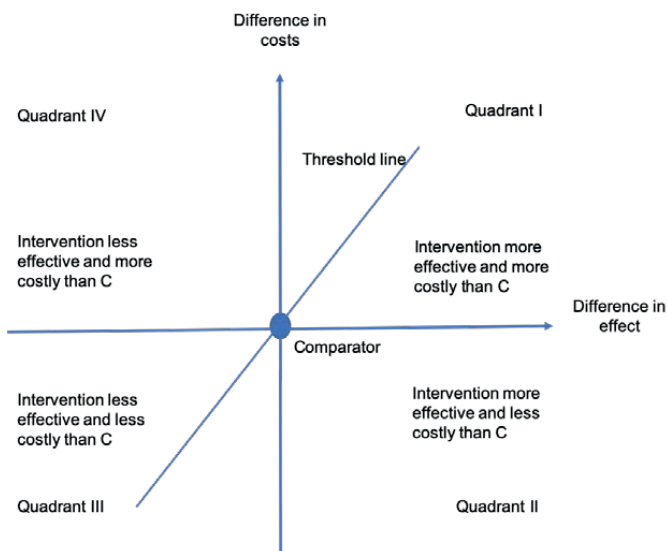 Difference in
costs
Quadrant IV
Quadrant I
Threshold line
Intervention less
effective and more
costly than C
Intervention more
effective and more
costly than C
Difference in
effect
Comparator
Intervention less
effective and less
costly than C
Intervention more
effective and less
costly than C
Quadrant III
Quadrant II